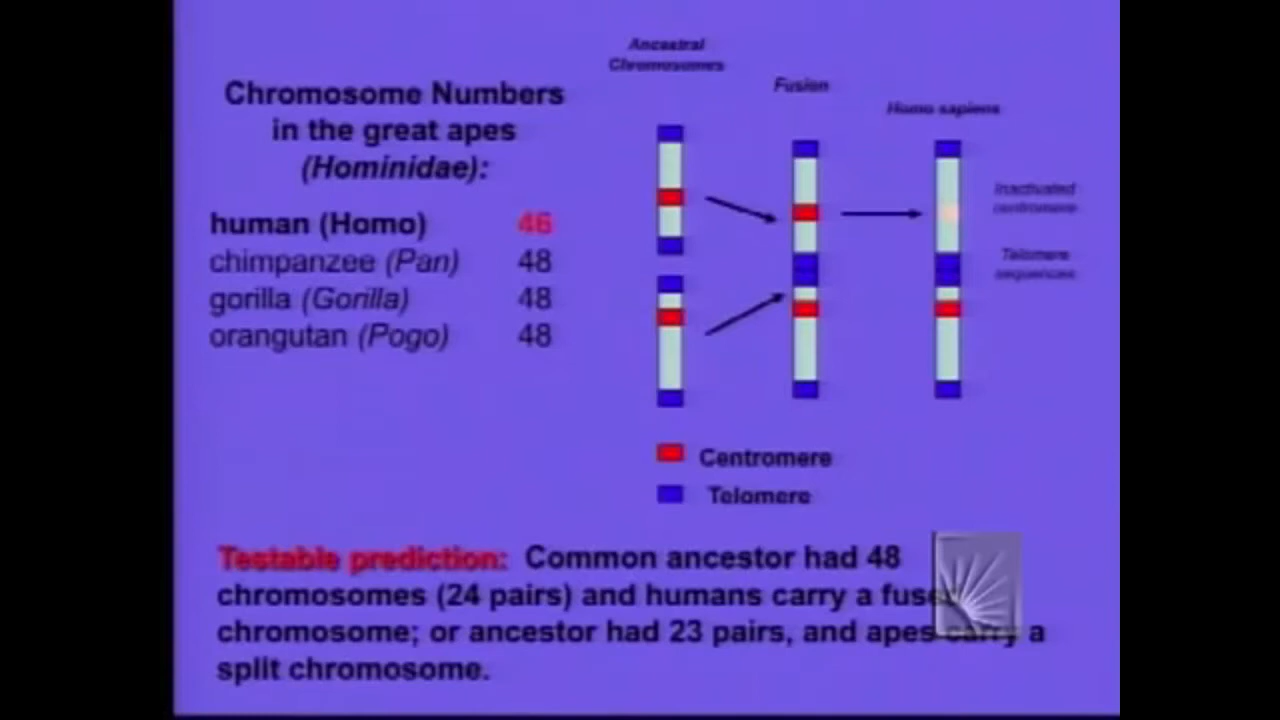 Chromosome Numbers
in the great apes
(Hominidae):
human (Homo) 46
chimpanzee (Pan) 48
gorilla (Gorilla) 48
orangutan (Pogo) 48
Ancestral
Chromosomes
Fusion
Homo sapiens
Inactivated
centromere
Telomere
sequences
Centromere
Telomere
Testable prediction: Common ancestor had 48
chromosomes (24 pairs) and humans carry a fused
chromosome; or ancestor had 23 pairs, and apes carry a
split chromosome.